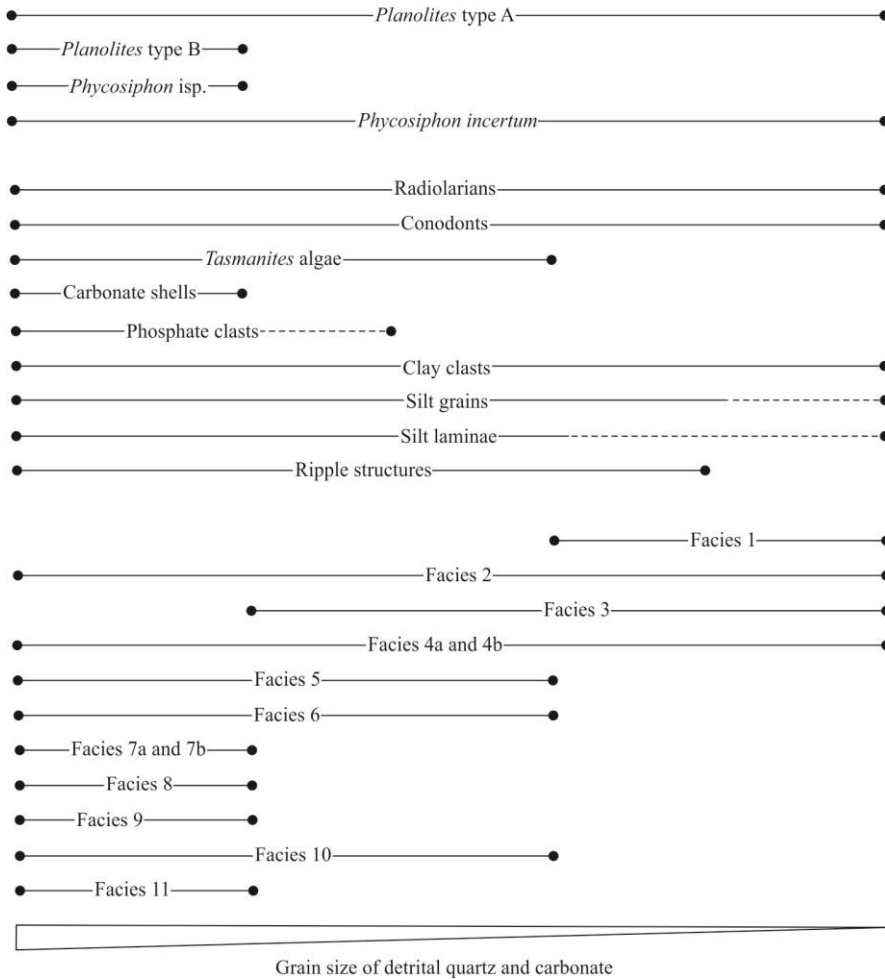 Planolites type A
Planolites type B
Phycosiphon isp.
Phycosiphon incertum
Radiolarians
Conodonts
Tasmanites algae
Carbonate shells
Phosphate clasts
Clay clasts
Silt grains
Silt laminae
Ripple structures
Facies 1
Facies 2
Facies 3
Facies 4a and 4b
Facies 5
Facies 6
Facies 7a and 7b
Facies 8
Facies 9
Facies 10
Facies 11
Grain size of detrital quartz and carbonate